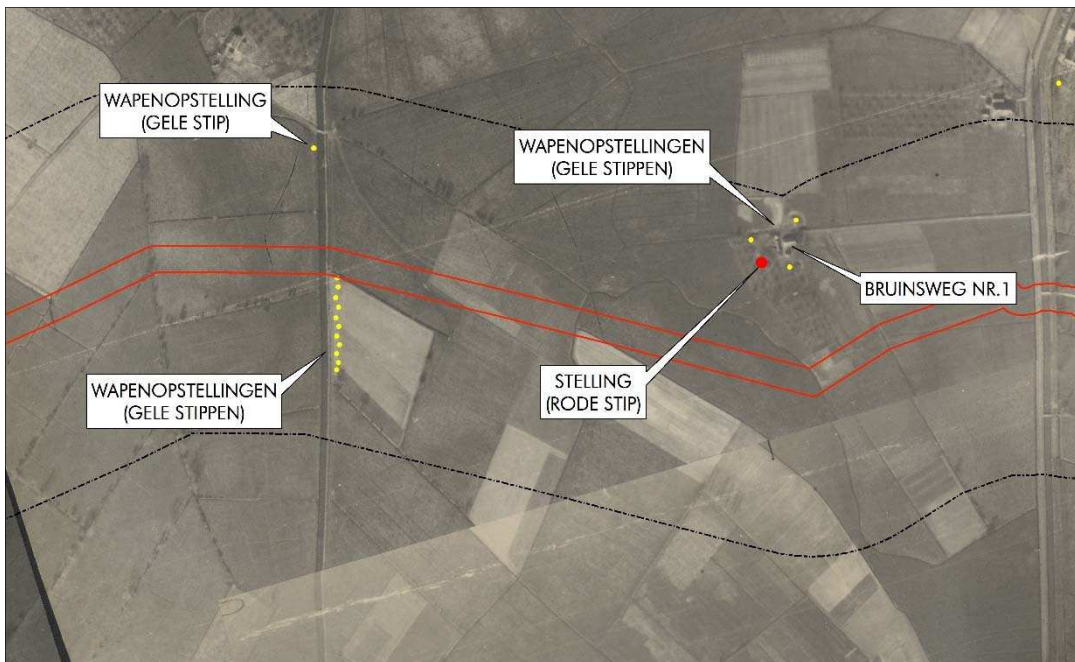 WAPENOPSTELLING
(GELE STIP)
WAPENOPSTELLINGEN
(GELE STIPPEN)
BRUINSWEG NR.1
STELLING
(RODE STIP)
WAPENOPSTELLINGEN
(GELE STIPPEN)